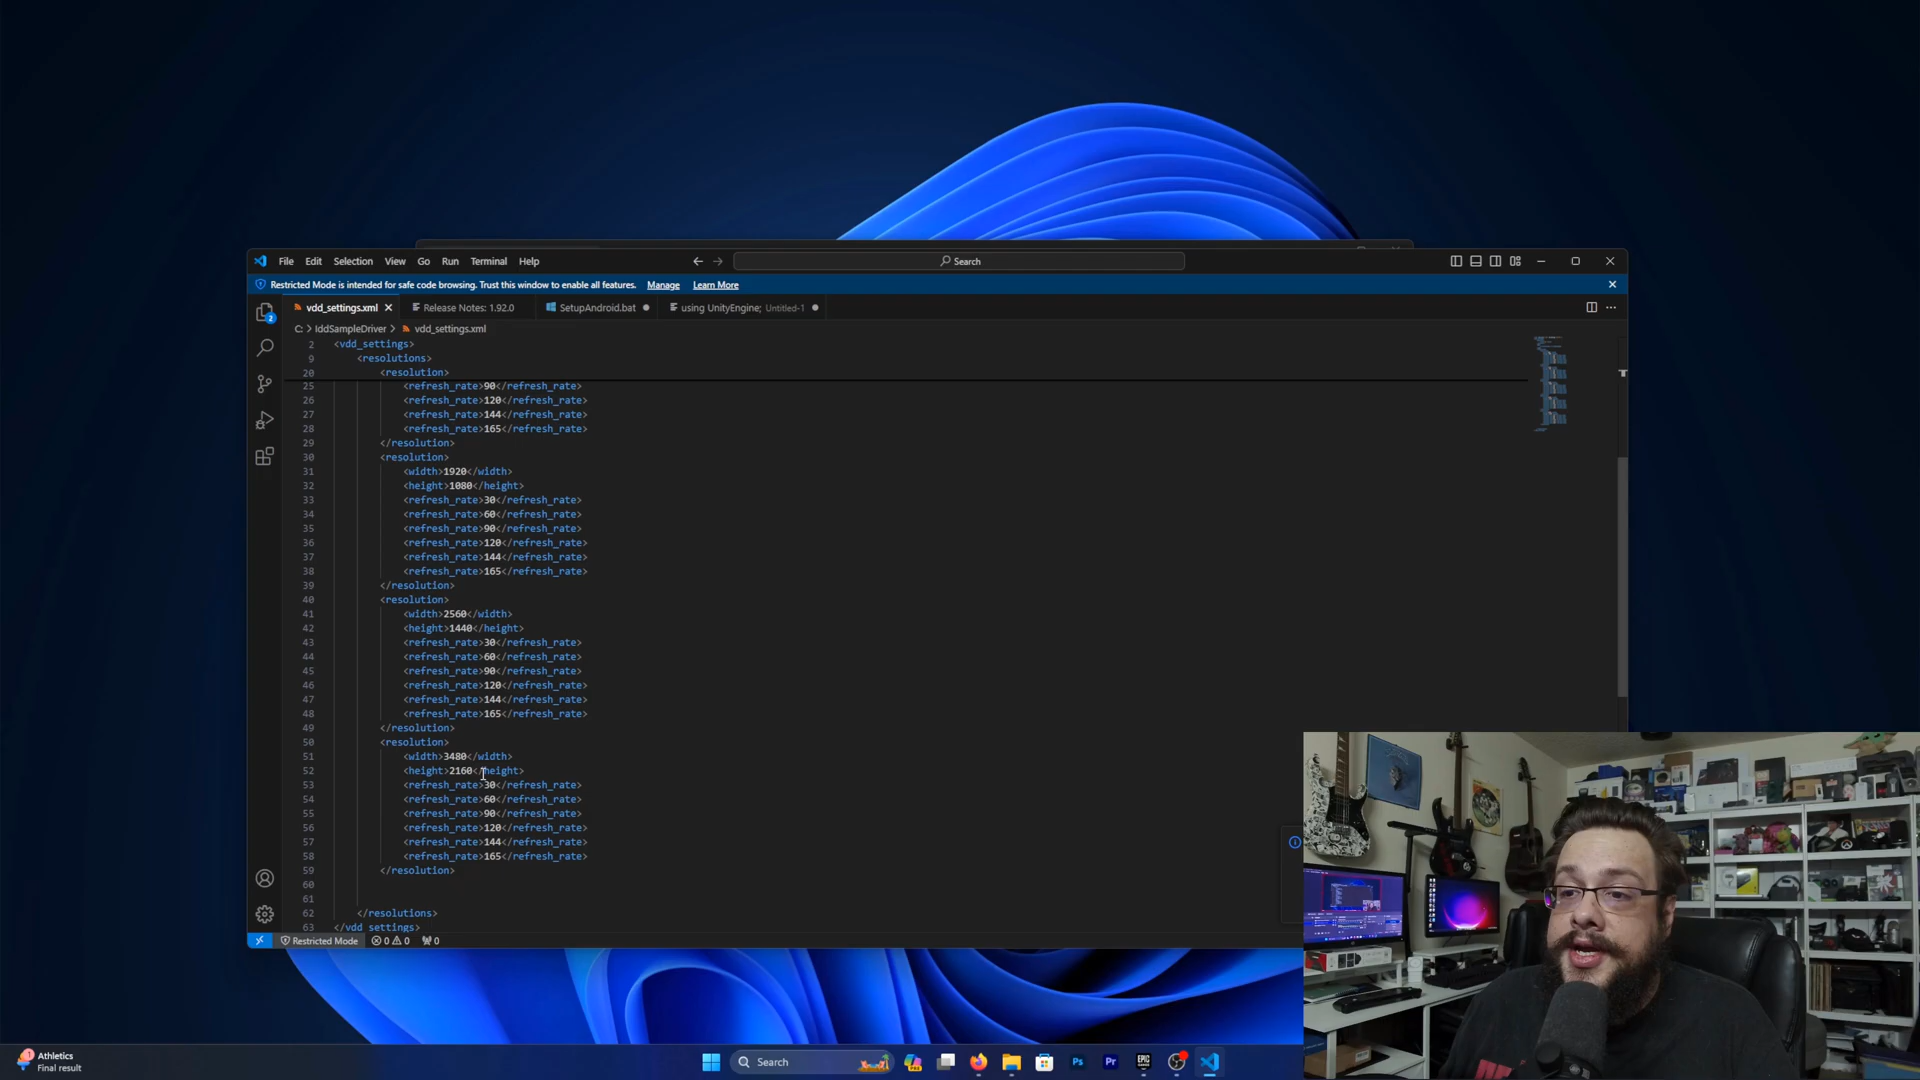 File Edit Selection View Go Run Terminal Help
Search
Restricted Mode is intended for safe code browsing. Trust this window to enable all features. Manage Learn More
vdd_settings.xml Release Notes: 1.92.0 SetupAndroid.bat using UnityEngine; Untitled-1
C: > IddSampleDriver > vdd_settings.xml
2 <vdd_settings>
9 <resolutions>
20 <resolution>
25 <refresh_rate>90</refresh_rate>
26 <refresh_rate>120</refresh_rate>
27 <refresh_rate>144</refresh_rate>
28 <refresh_rate>165</refresh_rate>
29 </resolution>
30 <resolution>
31 <width>1920</width>
32 <height>1080</height>
33 <refresh_rate>30</refresh_rate>
34 <refresh_rate>60</refresh_rate>
35 <refresh_rate>90</refresh_rate>
36 <refresh_rate>120</refresh_rate>
37 <refresh_rate>144</refresh_rate>
38 <refresh_rate>165</refresh_rate>
39 </resolution>
40 <resolution>
41 <width>2560</width>
42 <height>1440</height>
43 <refresh_rate>30</refresh_rate>
44 <refresh_rate>60</refresh_rate>
45 <refresh_rate>90</refresh_rate>
46 <refresh_rate>120</refresh_rate>
47 <refresh_rate>144</refresh_rate>
48 <refresh_rate>165</refresh_rate>
49 </resolution>
50 <resolution>
51 <width>3480</width>
52 <height>2160</height>
53 <refresh_rate>30</refresh_rate>
54 <refresh_rate>60</refresh_rate>
55 <refresh_rate>90</refresh_rate>
56 <refresh_rate>120</refresh_rate>
57 <refresh_rate>144</refresh_rate>
58 <refresh_rate>165</refresh_rate>
59 </resolution>
60
61
62 </resolutions>
63 </vdd_settings>
2
Restricted Mode 0 0 0
Athletics
Final result
Search
Ps
Pr
EPIC